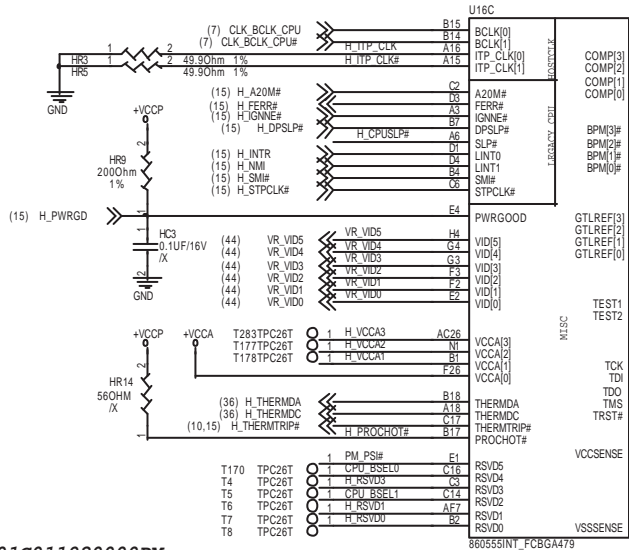 U16C
(7) CLK_BCLK_CPU B15 BCLK[0]
(7) CLK_BCLK_CPU# B14 BCLK[1]
1 2 H_ITP_CLK A16 ITP_CLK[0] COMP[3]
HR3 1 2 49.9Ohm 1% H_ITP_CLK# A15 ITP_CLK[1] COMP[2]
HR5 49.9Ohm 1% COMP[1]
COMP[0]
HOSTCLK
GND
(15) H_A20M# C2 A20M#
(15) H_FERR# D3 FERR#
(15) H_IGNNE# A3 IGNNE# BPM[3]#
(15) H_DPSLP# B7 DPSLP# BPM[2]#
H_CPUSLP# A6 SLP# BPM[1]#
(15) H_INTR D1 LINT0 BPM[0]#
(15) H_NMI D4 LINT1
(15) H_SMI# B4 SMI#
(15) H_STPCLK# C6 STPCLK#
LEGACY CPU
+VCCP
2
HR9
200Ohm
1%
1
(15) H_PWRGD E4 PWRGOOD GTLREF[3]
GTLREF[2]
GTLREF[1]
GTLREF[0]
1
HC3
0.1UF/16V
/X
2
GND
(44) VR_VID5 VR_VID5 H4 VID[5]
(44) VR_VID4 VR_VID4 G4 VID[4]
(44) VR_VID3 VR_VID3 G3 VID[3]
(44) VR_VID2 VR_VID2 F3 VID[2]
(44) VR_VID1 VR_VID1 F2 VID[1]
(44) VR_VID0 VR_VID0 E2 VID[0]
TEST1
TEST2
MISC
+VCCP +VCCA
T283TPC26T 1 H_VCCA3 AC26 VCCA[3]
T177TPC26T 1 H_VCCA2 N1 VCCA[2]
T178TPC26T 1 H_VCCA1 B1 VCCA[1]
F26 VCCA[0]
TCK
TDI
TDO
TMS
TRST#
2
HR14
56OHM
/X
1
(36) H_THERMDA B18 THERMDA
(36) H_THERMDC A18 THERMDC
(10,15) H_THERMTRIP# C17 THERMTRIP#
H_PROCHOT# B17 PROCHOT#
VCCSENSE
1 PM_PSI# E1 RSVD5
T170 TPC26T 1 CPU_BSEL0 C16 RSVD4
T4 TPC26T 1 H_RSVD3 C3 RSVD3
T5 TPC26T 1 CPU_BSEL1 C14 RSVD2
T6 TPC26T 1 H_RSVD1 AF7 RSVD1
T7 TPC26T 1 H_RSVD0 B2 RSVD0
T8 TPC26T
VSSSENSE
860555INT_FCBGA479